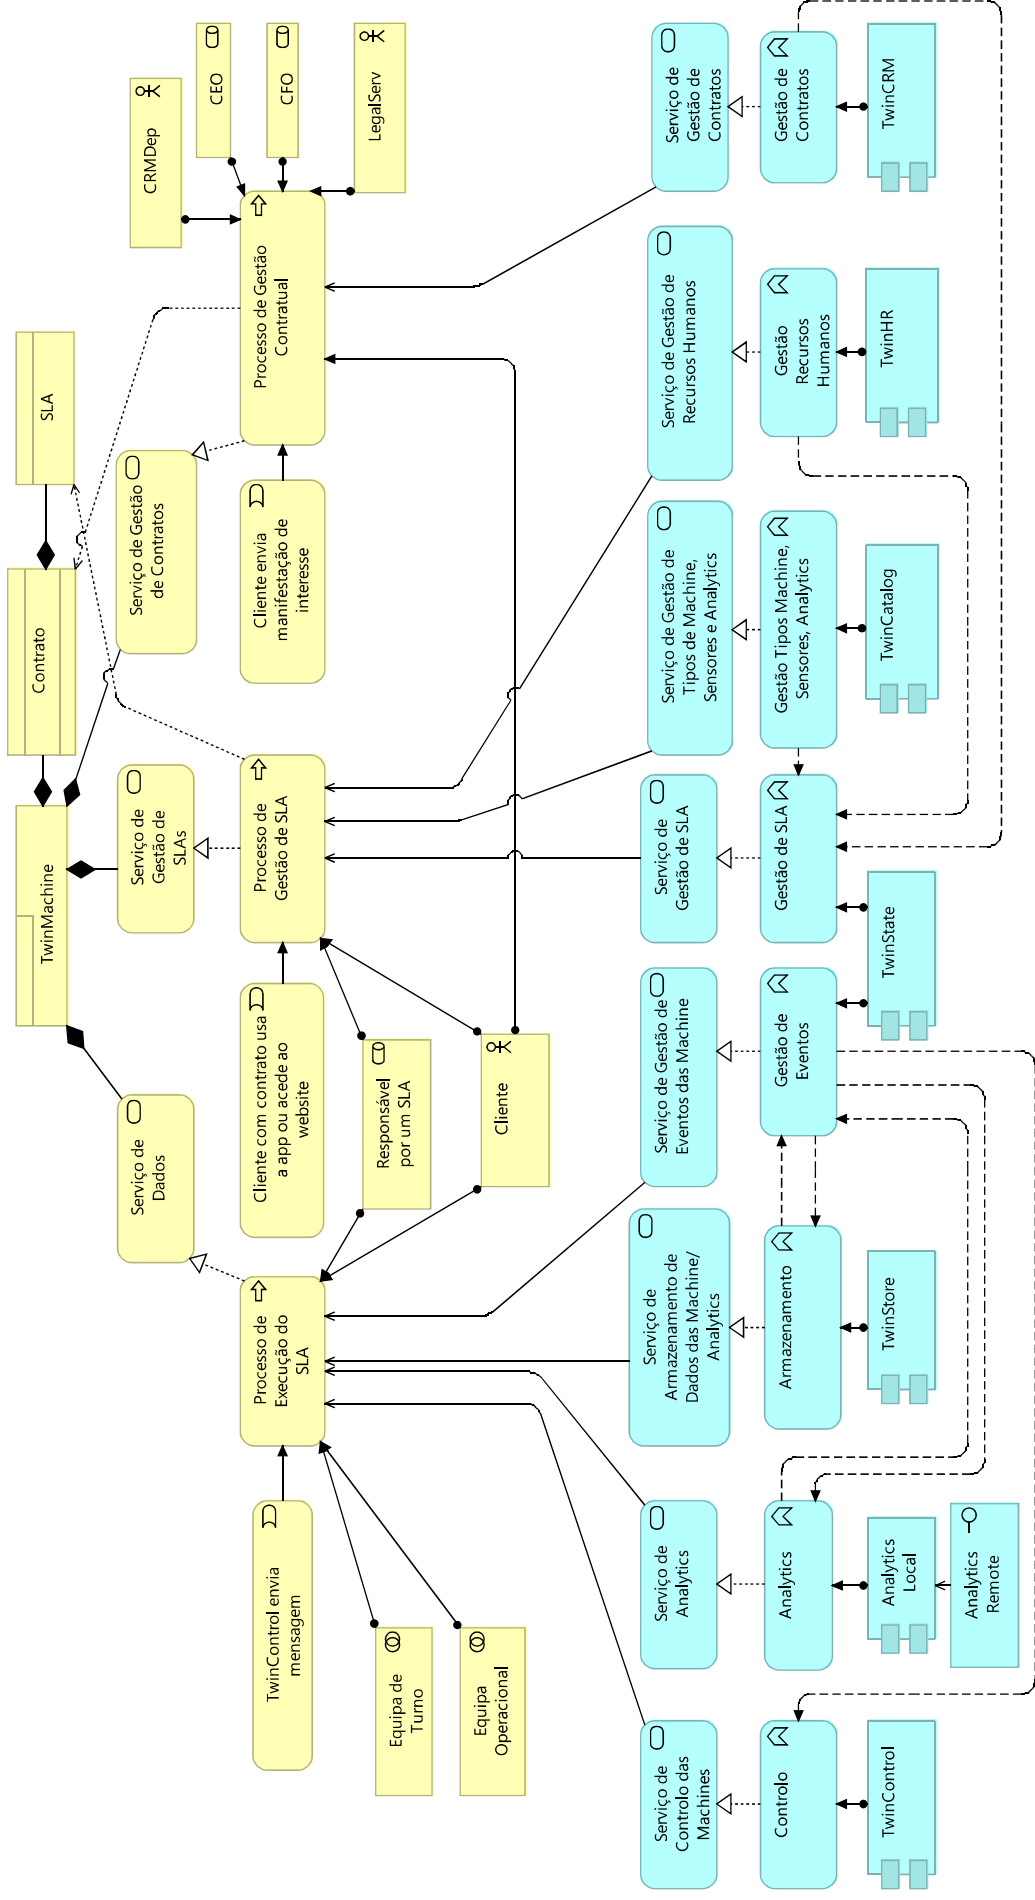 SLA
Contrato
TwinMachine
CRMDep
CEO
CFO
LegalServ
Serviço de Gestão
de Contratos
Serviço de
Gestão de
SLAs
Serviço de
Dados
Processo de Gestão
Contratual
Cliente envia
manifestação de
interesse
Processo de
Gestão de SLA
Cliente com contrato usa
a app ou acede ao
website
Processo de
Execução do
SLA
TwinControl envia
mensagem
Responsável
por um SLA
Cliente
Equipa de
Turno
Equipa
Operacional
Serviço de
Gestão de
Contratos
Serviço de Gestão de
Recursos Humanos
Serviço de Gestão de
Tipos de Machine,
Sensores e Analytics
Serviço de
Gestão de SLA
Serviço de Gestão de
Eventos das Machine
Serviço de
Armazenamento de
Dados das Machine/
Analytics
Serviço de
Analytics
Serviço de
Controlo das
Machines
Gestão de
Contratos
Gestão
Recursos
Humanos
Gestão Tipos Machine,
Sensores, Analytics
Gestão de SLA
Gestão de
Eventos
Armazenamento
Analytics
Controlo
TwinCRM
TwinHR
TwinCatalog
TwinState
TwinStore
Analytics
Local
Analytics
Remote
TwinControl